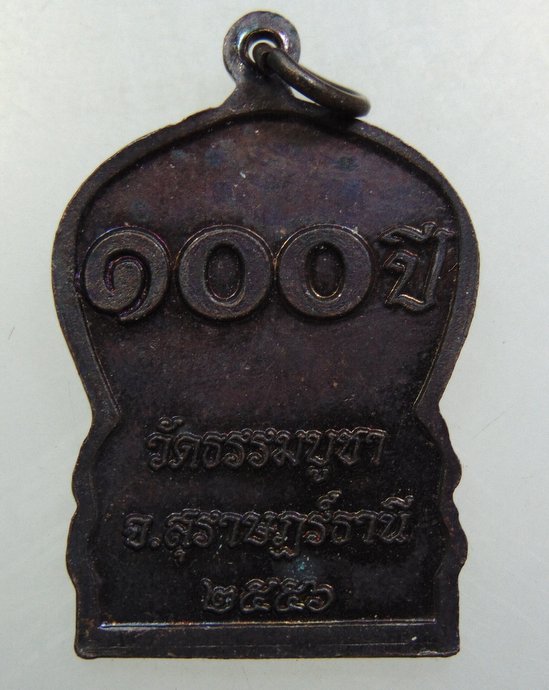 ๑๐๐ ปี
วัดธรรมบูชา
จ.สุราษฎร์ธานี
๒๕๕๖